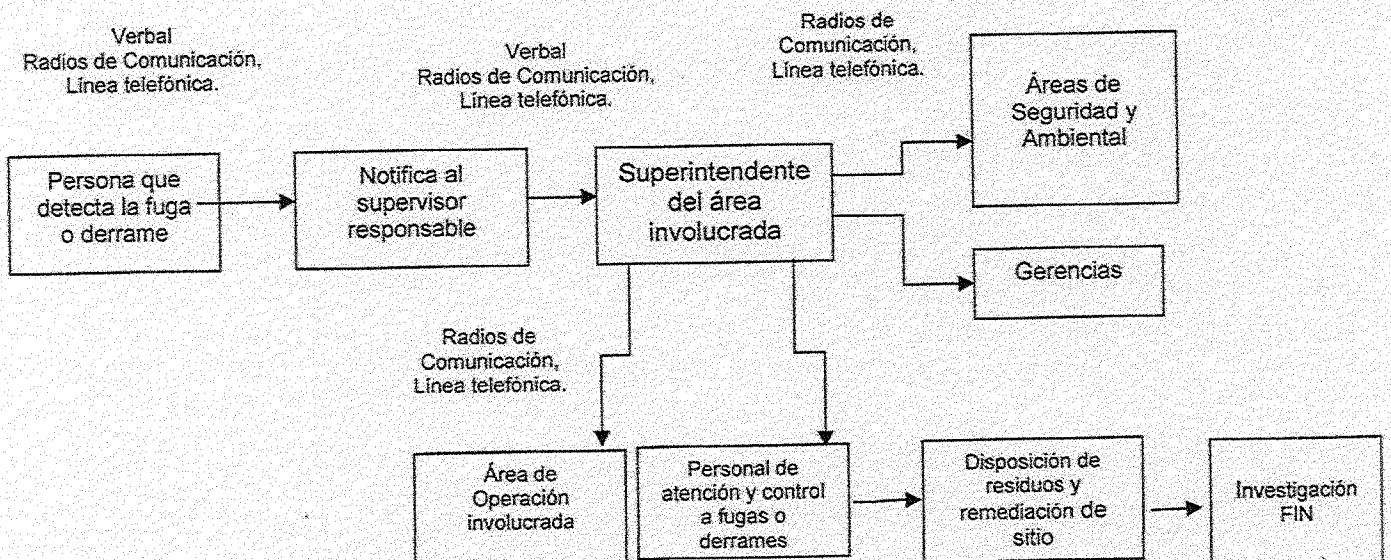 Verbal
Radios de Comunicación,
Línea telefónica.
Verbal
Radios de Comunicación,
Línea telefónica.
Radios de
Comunicación,
Línea telefónica.
Persona que
detecta la fuga
o derrame
Notifica al
supervisor
responsable
Superintendente
del área
involucrada
Áreas de
Seguridad y
Ambiental
Gerencias
Radios de
Comunicación,
Línea telefónica.
Área de
Operación
involucrada
Personal de
atención y control
a fugas o
derrames
Disposición de
residuos y
remediación de
sitio
Investigación
FIN